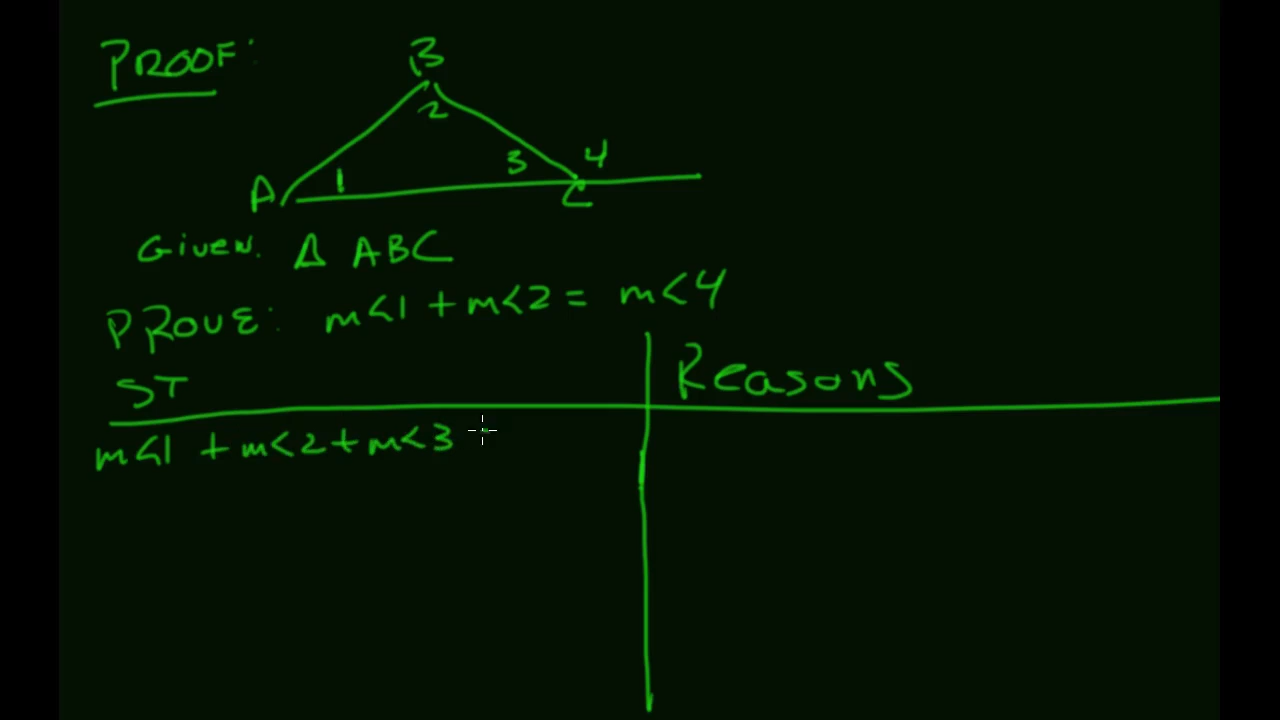 PROOF:
B
2
3 4
A 1
C
Given. Δ ABC
PROVE: m<1 + m<2 = m<4
ST Reasons
m<1 + m<2 + m<3 -